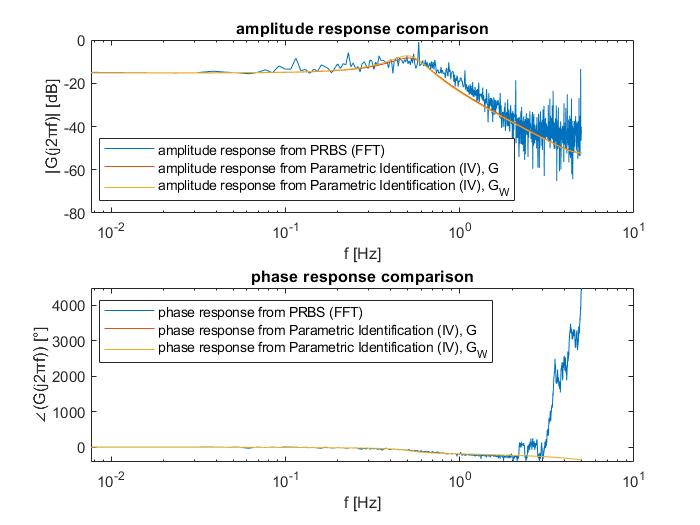 amplitude response comparison
0
-20
-40
-60
-80
|G(j2πf)| [dB]
amplitude response from PRBS (FFT)
amplitude response from Parametric Identification (IV), G
amplitude response from Parametric Identification (IV), G_W
10^-2
10^-1
10^0
10^1
f [Hz]
phase response comparison
4000
3000
2000
1000
0
∠(G(j2πf)) [°]
phase response from PRBS (FFT)
phase response from Parametric Identification (IV), G
phase response from Parametric Identification (IV), G_W
10^-2
10^-1
10^0
10^1
f [Hz]